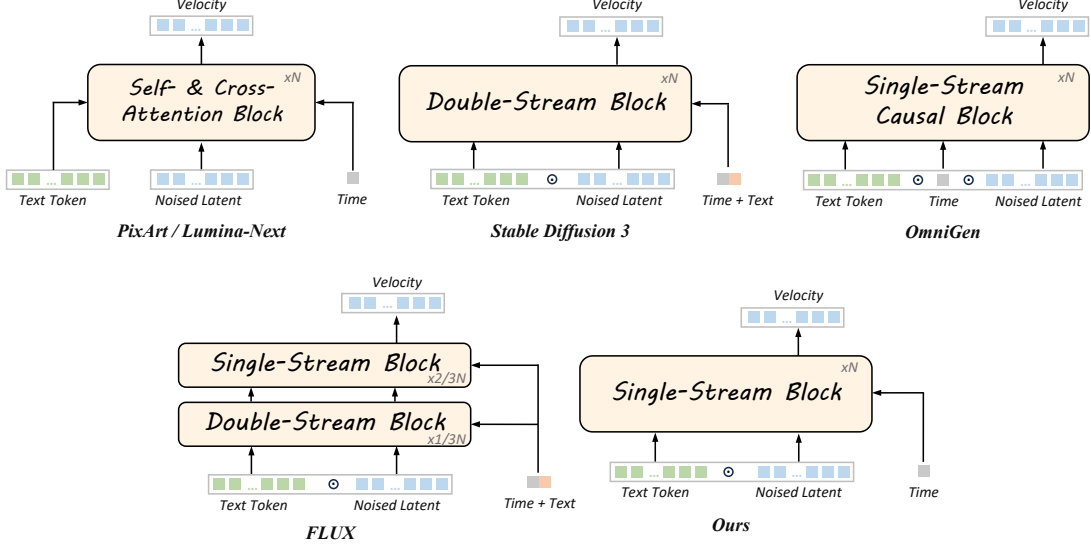 Velocity
xN
Self- & Cross-
Attention Block
...
...
Text Token
Noised Latent
Time
PixArt / Lumina-Next
Velocity
xN
Double-Stream Block
...
...
Text Token
Noised Latent
Time + Text
Stable Diffusion 3
Velocity
xN
Single-Stream
Causal Block
...
...
Text Token
Time
Noised Latent
OmniGen
Velocity
...
Single-Stream Block
x2/3N
Double-Stream Block
x1/3N
...
...
Text Token
Noised Latent
Time + Text
FLUX
Velocity
...
xN
Single-Stream Block
...
...
Text Token
Noised Latent
Time
Ours